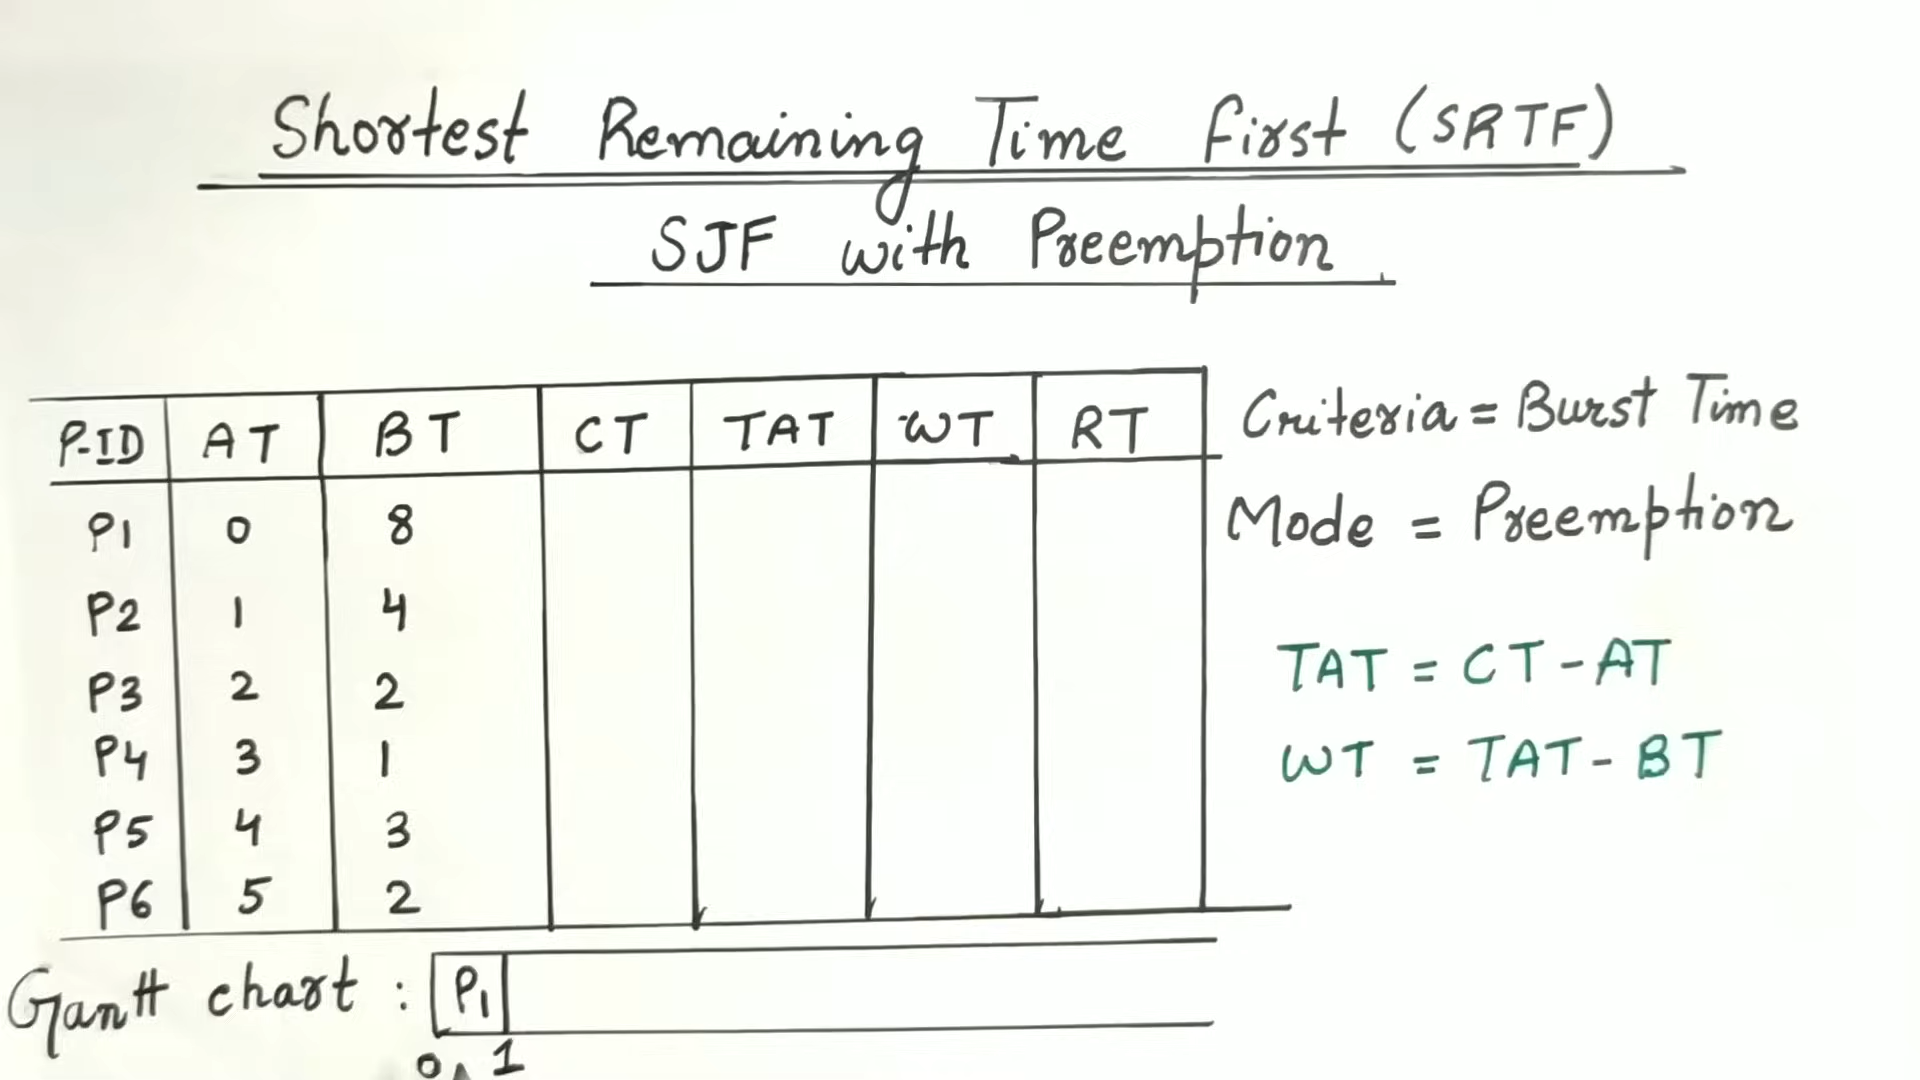 Shortest Remaining Time First (SRTF)
SJF with Preemption
P-ID AT BT CT TAT WT RT
P1 0 8
P2 1 4
P3 2 2
P4 3 1
P5 4 3
P6 5 2
Criteria = Burst Time
Mode = Preemption
TAT = CT - AT
WT = TAT - BT
Gantt chart : P1
0 1